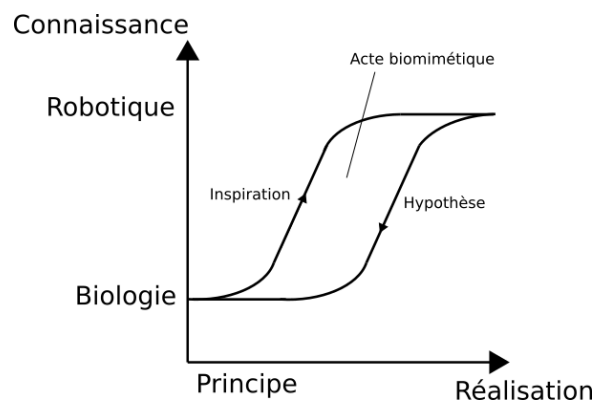 Connaissance
Acte biomimétique
Robotique
Inspiration
Hypothèse
Biologie
Principe
Réalisation